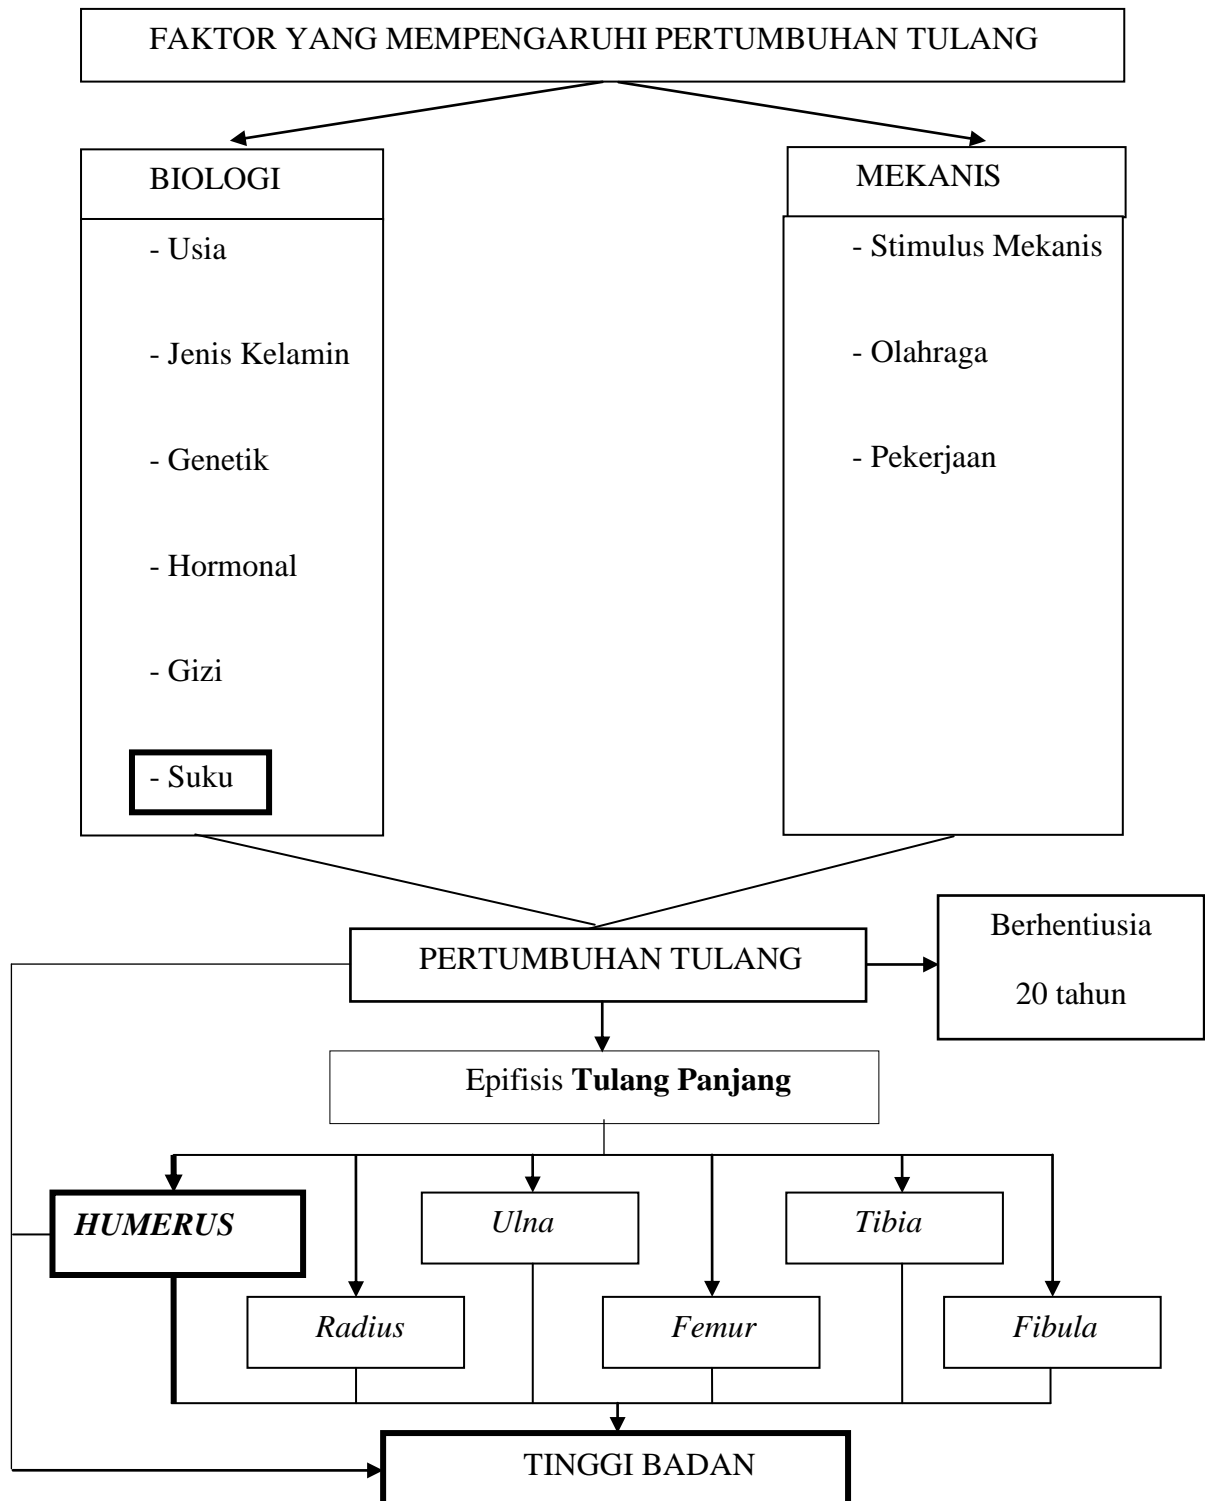 FAKTOR YANG MEMPENGARUHI PERTUMBUHAN TULANG
BIOLOGI
- Usia
- Jenis Kelamin
- Genetik
- Hormonal
- Gizi
- Suku
MEKANIS
- Stimulus Mekanis
- Olahraga
- Pekerjaan
PERTUMBUHAN TULANG
Berhentiusia
20 tahun
Epifisis Tulang Panjang
HUMERUS
Ulna
Tibia
Radius
Femur
Fibula
TINGGI BADAN